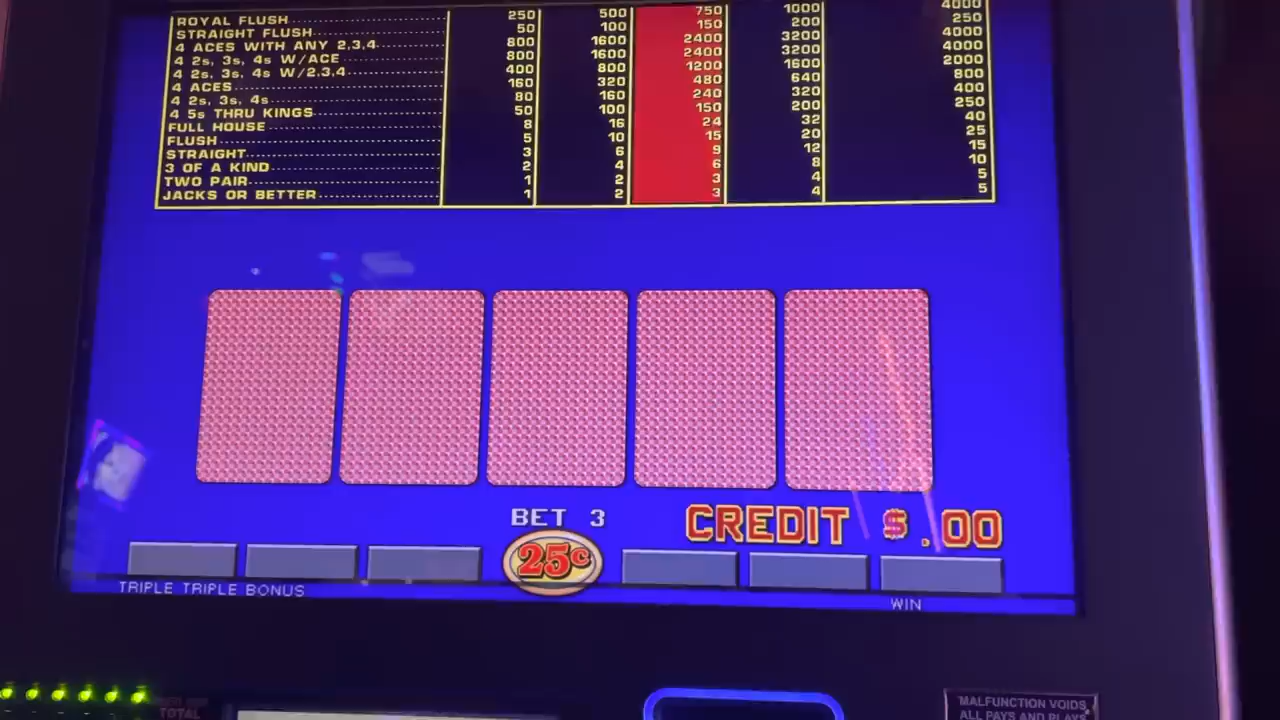 ROYAL FLUSH 250 500 750 1000 4000
STRAIGHT FLUSH 50 100 150 200 250
4 ACES WITH ANY 2,3,4 800 1600 2400 3200 4000
4 2s, 3s, 4s W/ACE 800 1600 2400 3200 4000
4 2s, 3s, 4s W/2,3,4 400 800 1200 1600 2000
4 ACES 160 320 480 640 800
4 2s, 3s, 4s 80 160 240 320 400
4 5s THRU KINGS 50 100 150 200 250
FULL HOUSE 8 16 24 32 40
FLUSH 5 10 15 20 25
STRAIGHT 3 6 9 12 15
3 OF A KIND 2 4 6 8 10
TWO PAIR 1 2 3 4 5
JACKS OR BETTER 1 2 3 4 5
BET 3
CREDIT $.00
25¢
TRIPLE TRIPLE BONUS
WIN
TOTAL
MALFUNCTION VOIDS
ALL PAYS AND PLAYS